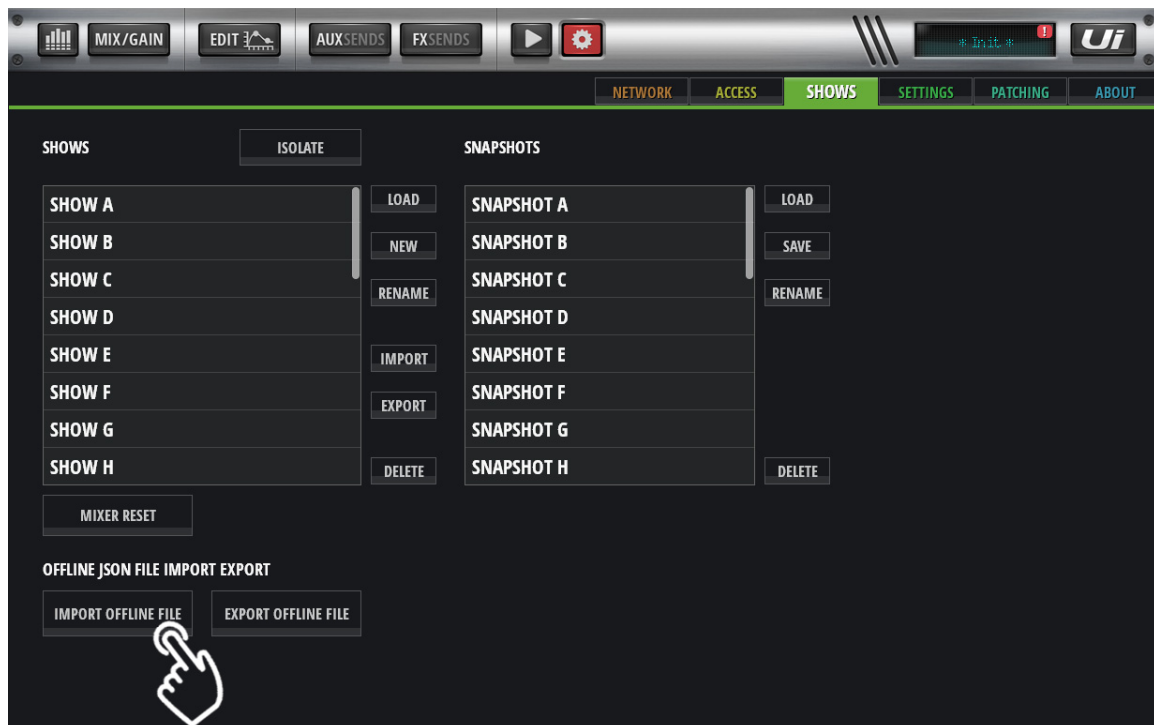 MIX/GAIN EDIT AUXSENDS FXSENDS * Init * ! Ui
NETWORK ACCESS SHOWS SETTINGS PATCHING ABOUT
SHOWS ISOLATE SNAPSHOTS
SHOW A LOAD SNAPSHOT A LOAD
SHOW B NEW SNAPSHOT B SAVE
SHOW C RENAME SNAPSHOT C RENAME
SHOW D SNAPSHOT D
SHOW E IMPORT SNAPSHOT E
SHOW F EXPORT SNAPSHOT F
SHOW G SNAPSHOT G
SHOW H DELETE SNAPSHOT H DELETE
MIXER RESET
OFFLINE JSON FILE IMPORT EXPORT
IMPORT OFFLINE FILE EXPORT OFFLINE FILE